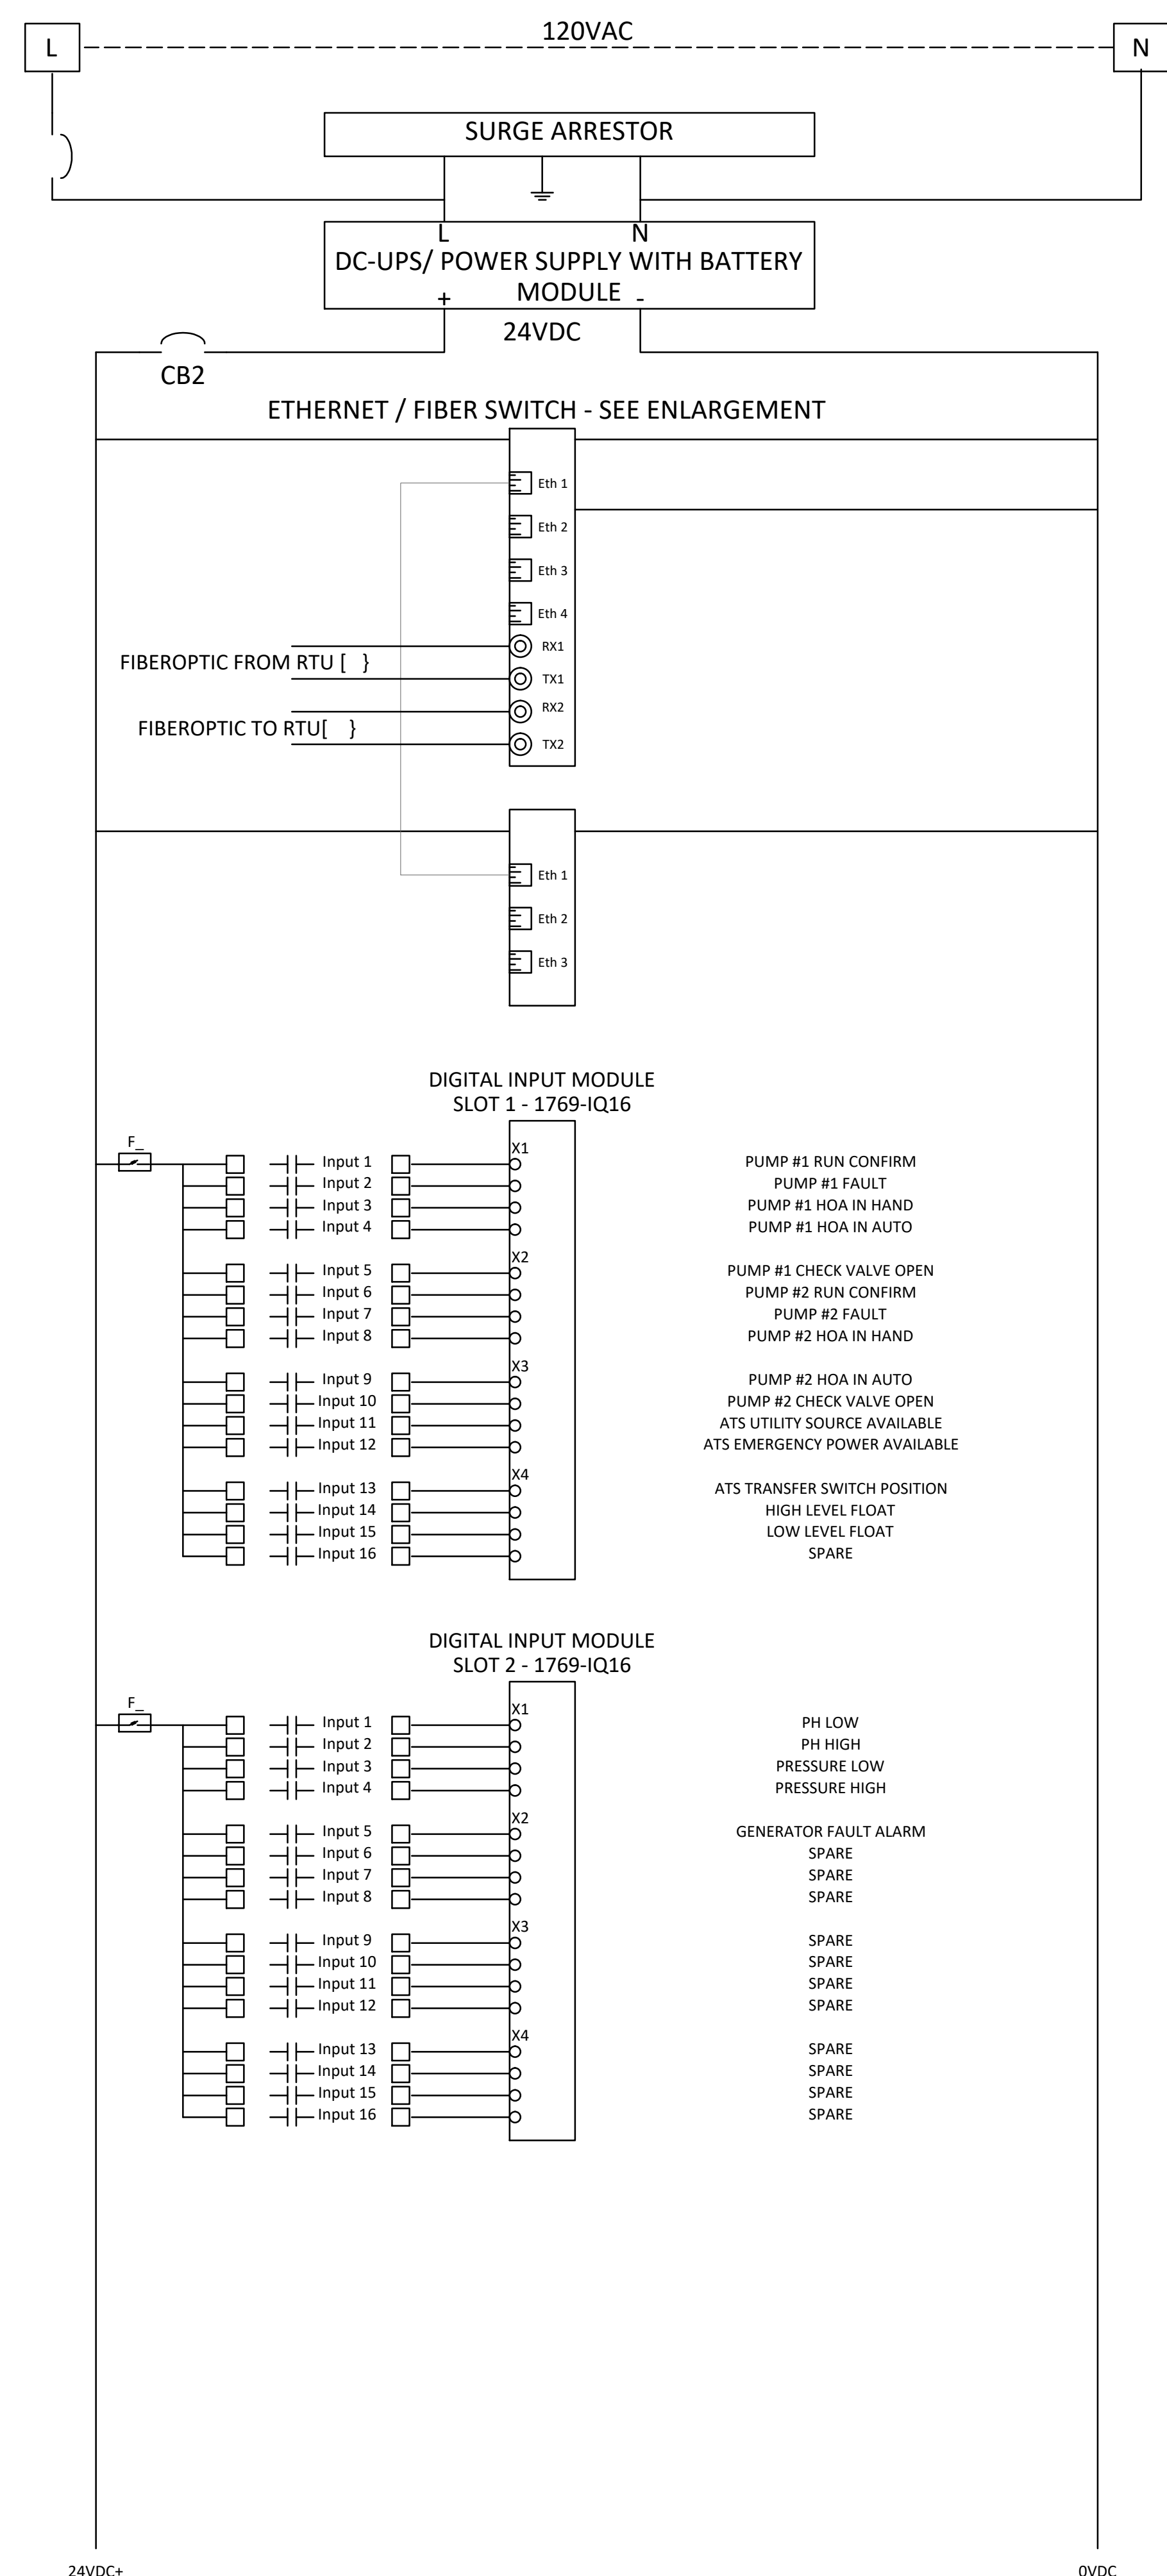 120VAC
L
N
SURGE ARRESTOR
L
N
DC-UPS/ POWER SUPPLY WITH BATTERY
+ MODULE -
24VDC
CB2
ETHERNET / FIBER SWITCH - SEE ENLARGEMENT
Eth 1
Eth 2
Eth 3
Eth 4
RX1
FIBEROPTIC FROM RTU [ }
TX1
RX2
FIBEROPTIC TO RTU[ }
TX2
Eth 1
Eth 2
Eth 3
DIGITAL INPUT MODULE
SLOT 1 - 1769-IQ16
F_
X1
Input 1 PUMP #1 RUN CONFIRM
Input 2 PUMP #1 FAULT
Input 3 PUMP #1 HOA IN HAND
Input 4 PUMP #1 HOA IN AUTO
X2
Input 5 PUMP #1 CHECK VALVE OPEN
Input 6 PUMP #2 RUN CONFIRM
Input 7 PUMP #2 FAULT
Input 8 PUMP #2 HOA IN HAND
X3
Input 9 PUMP #2 HOA IN AUTO
Input 10 PUMP #2 CHECK VALVE OPEN
Input 11 ATS UTILITY SOURCE AVAILABLE
Input 12 ATS EMERGENCY POWER AVAILABLE
X4
Input 13 ATS TRANSFER SWITCH POSITION
Input 14 HIGH LEVEL FLOAT
Input 15 LOW LEVEL FLOAT
Input 16 SPARE
DIGITAL INPUT MODULE
SLOT 2 - 1769-IQ16
F_
X1
Input 1 PH LOW
Input 2 PH HIGH
Input 3 PRESSURE LOW
Input 4 PRESSURE HIGH
X2
Input 5 GENERATOR FAULT ALARM
Input 6 SPARE
Input 7 SPARE
Input 8 SPARE
X3
Input 9 SPARE
Input 10 SPARE
Input 11 SPARE
Input 12 SPARE
X4
Input 13 SPARE
Input 14 SPARE
Input 15 SPARE
Input 16 SPARE
24VDC+
0VDC